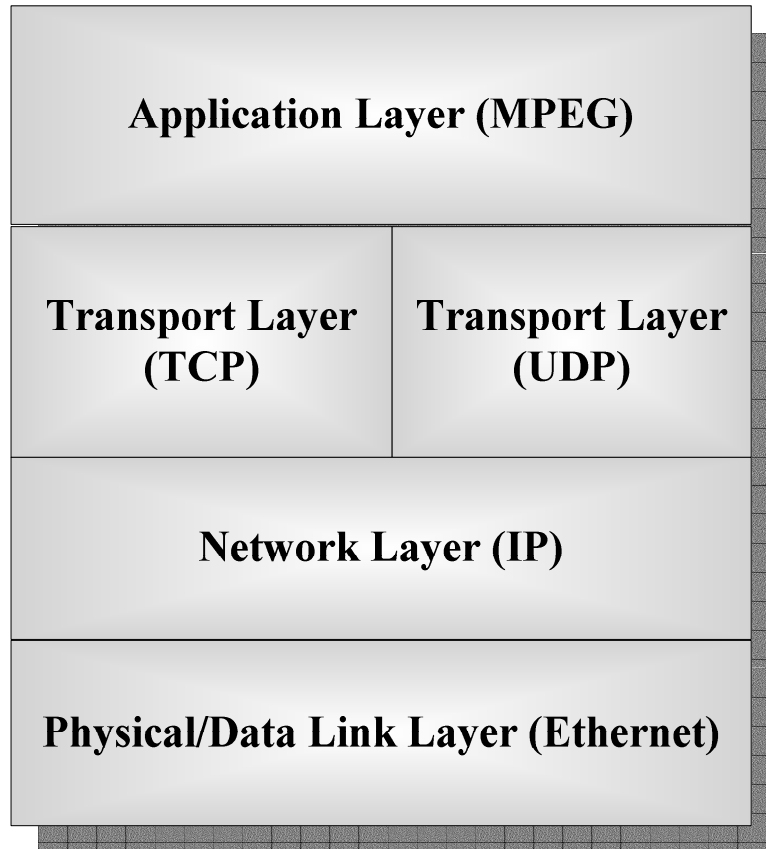 Application Layer (MPEG)
Transport Layer
(TCP)
Transport Layer
(UDP)
Network Layer (IP)
Physical/Data Link Layer (Ethernet)